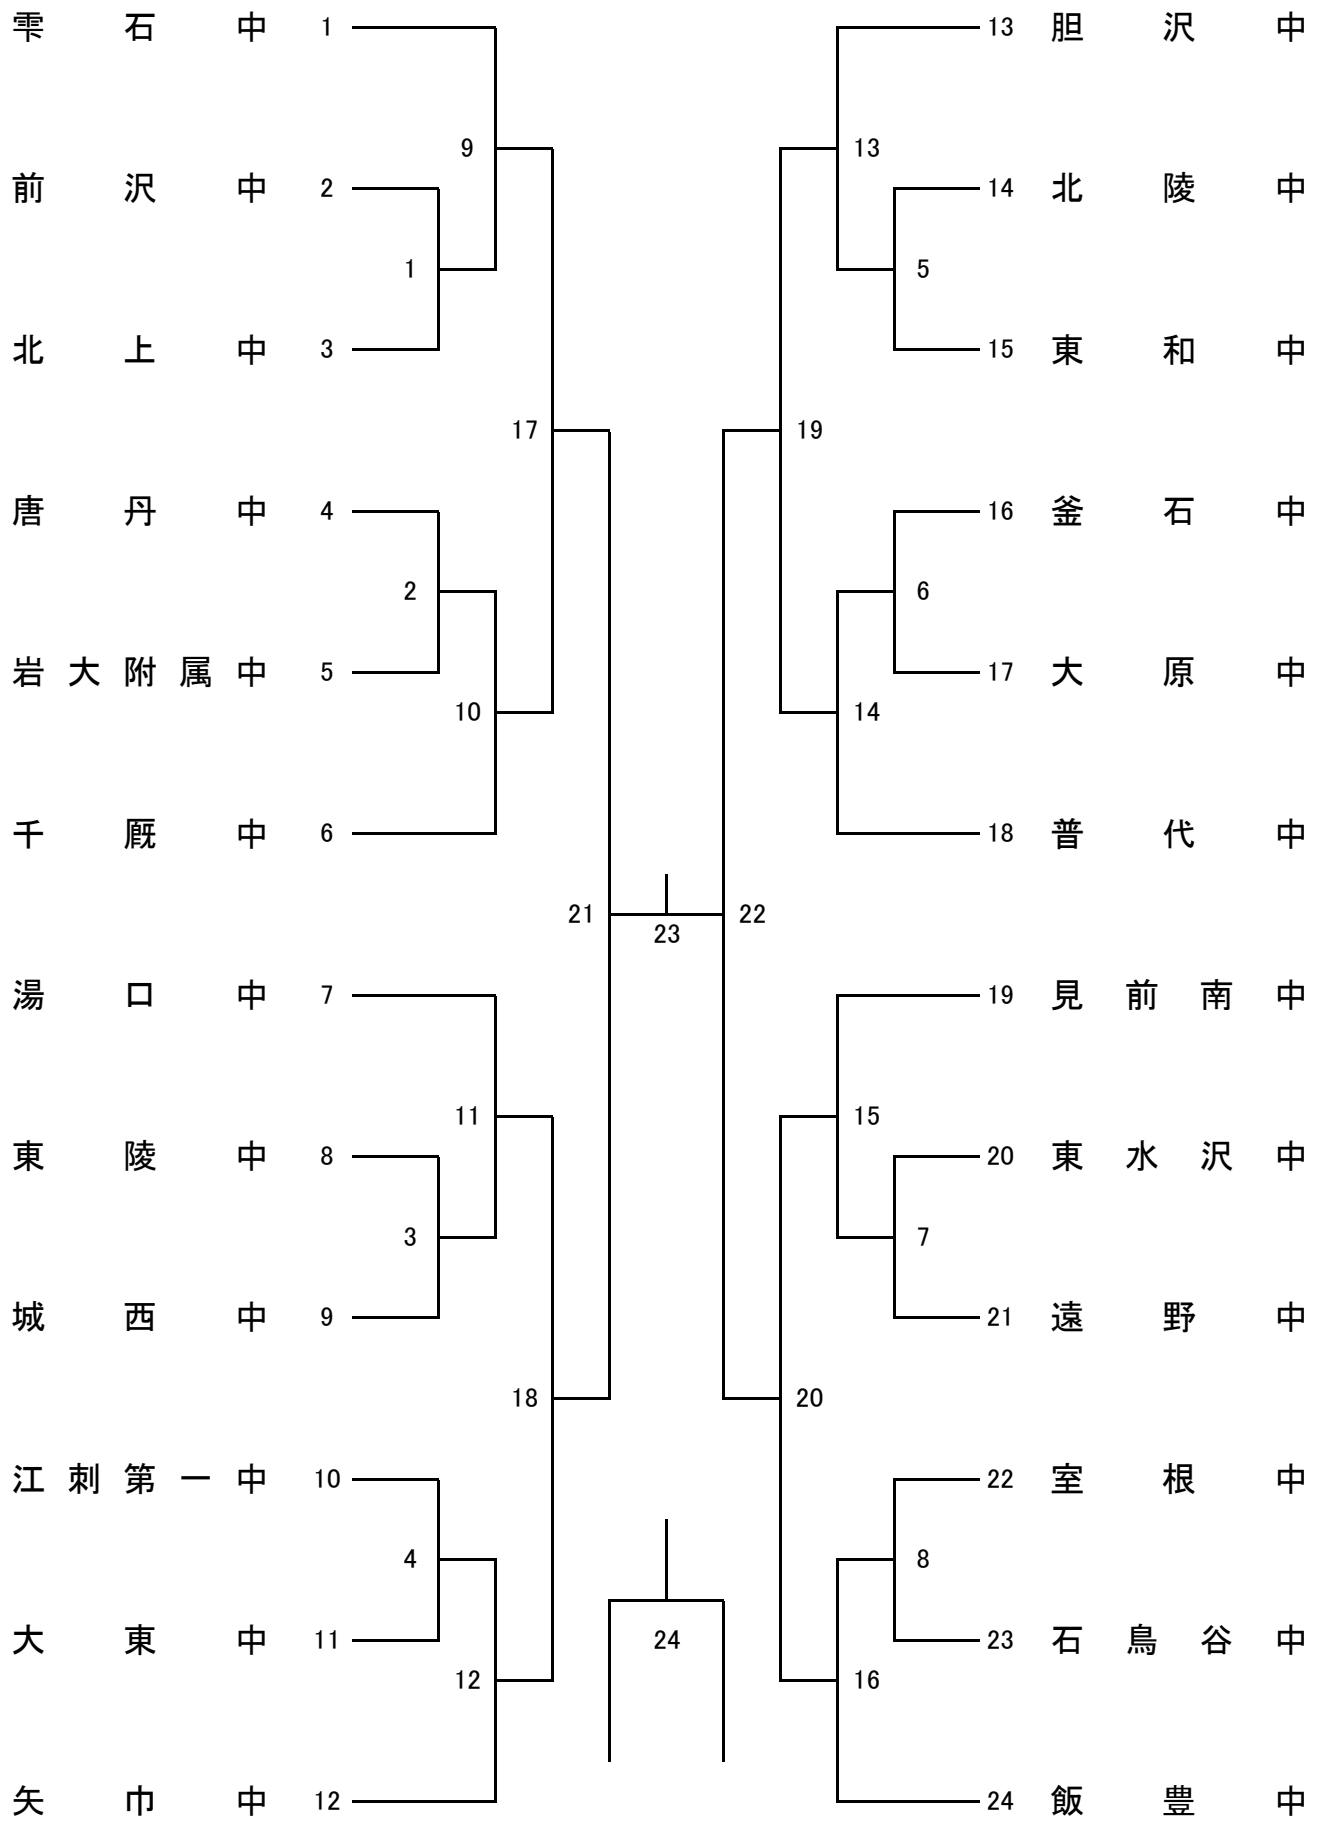 雫石中 1 13 胆沢中
9 13
前沢中 2 14 北陵中
1 5
北上中 3 15 東和中
17 19
唐丹中 4 16 釜石中
2 6
岩大附属中 5 17 大原中
10 14
千厩中 6 18 普代中
21 22
23
湯口中 7 19 見前南中
11 15
東陵中 8 20 東水沢中
3 7
城西中 9 21 遠野中
18 20
江刺第一中 10 22 室根中
4 8
大東中 11 24 23 石鳥谷中
12 16
矢巾中 12 24 飯豊中